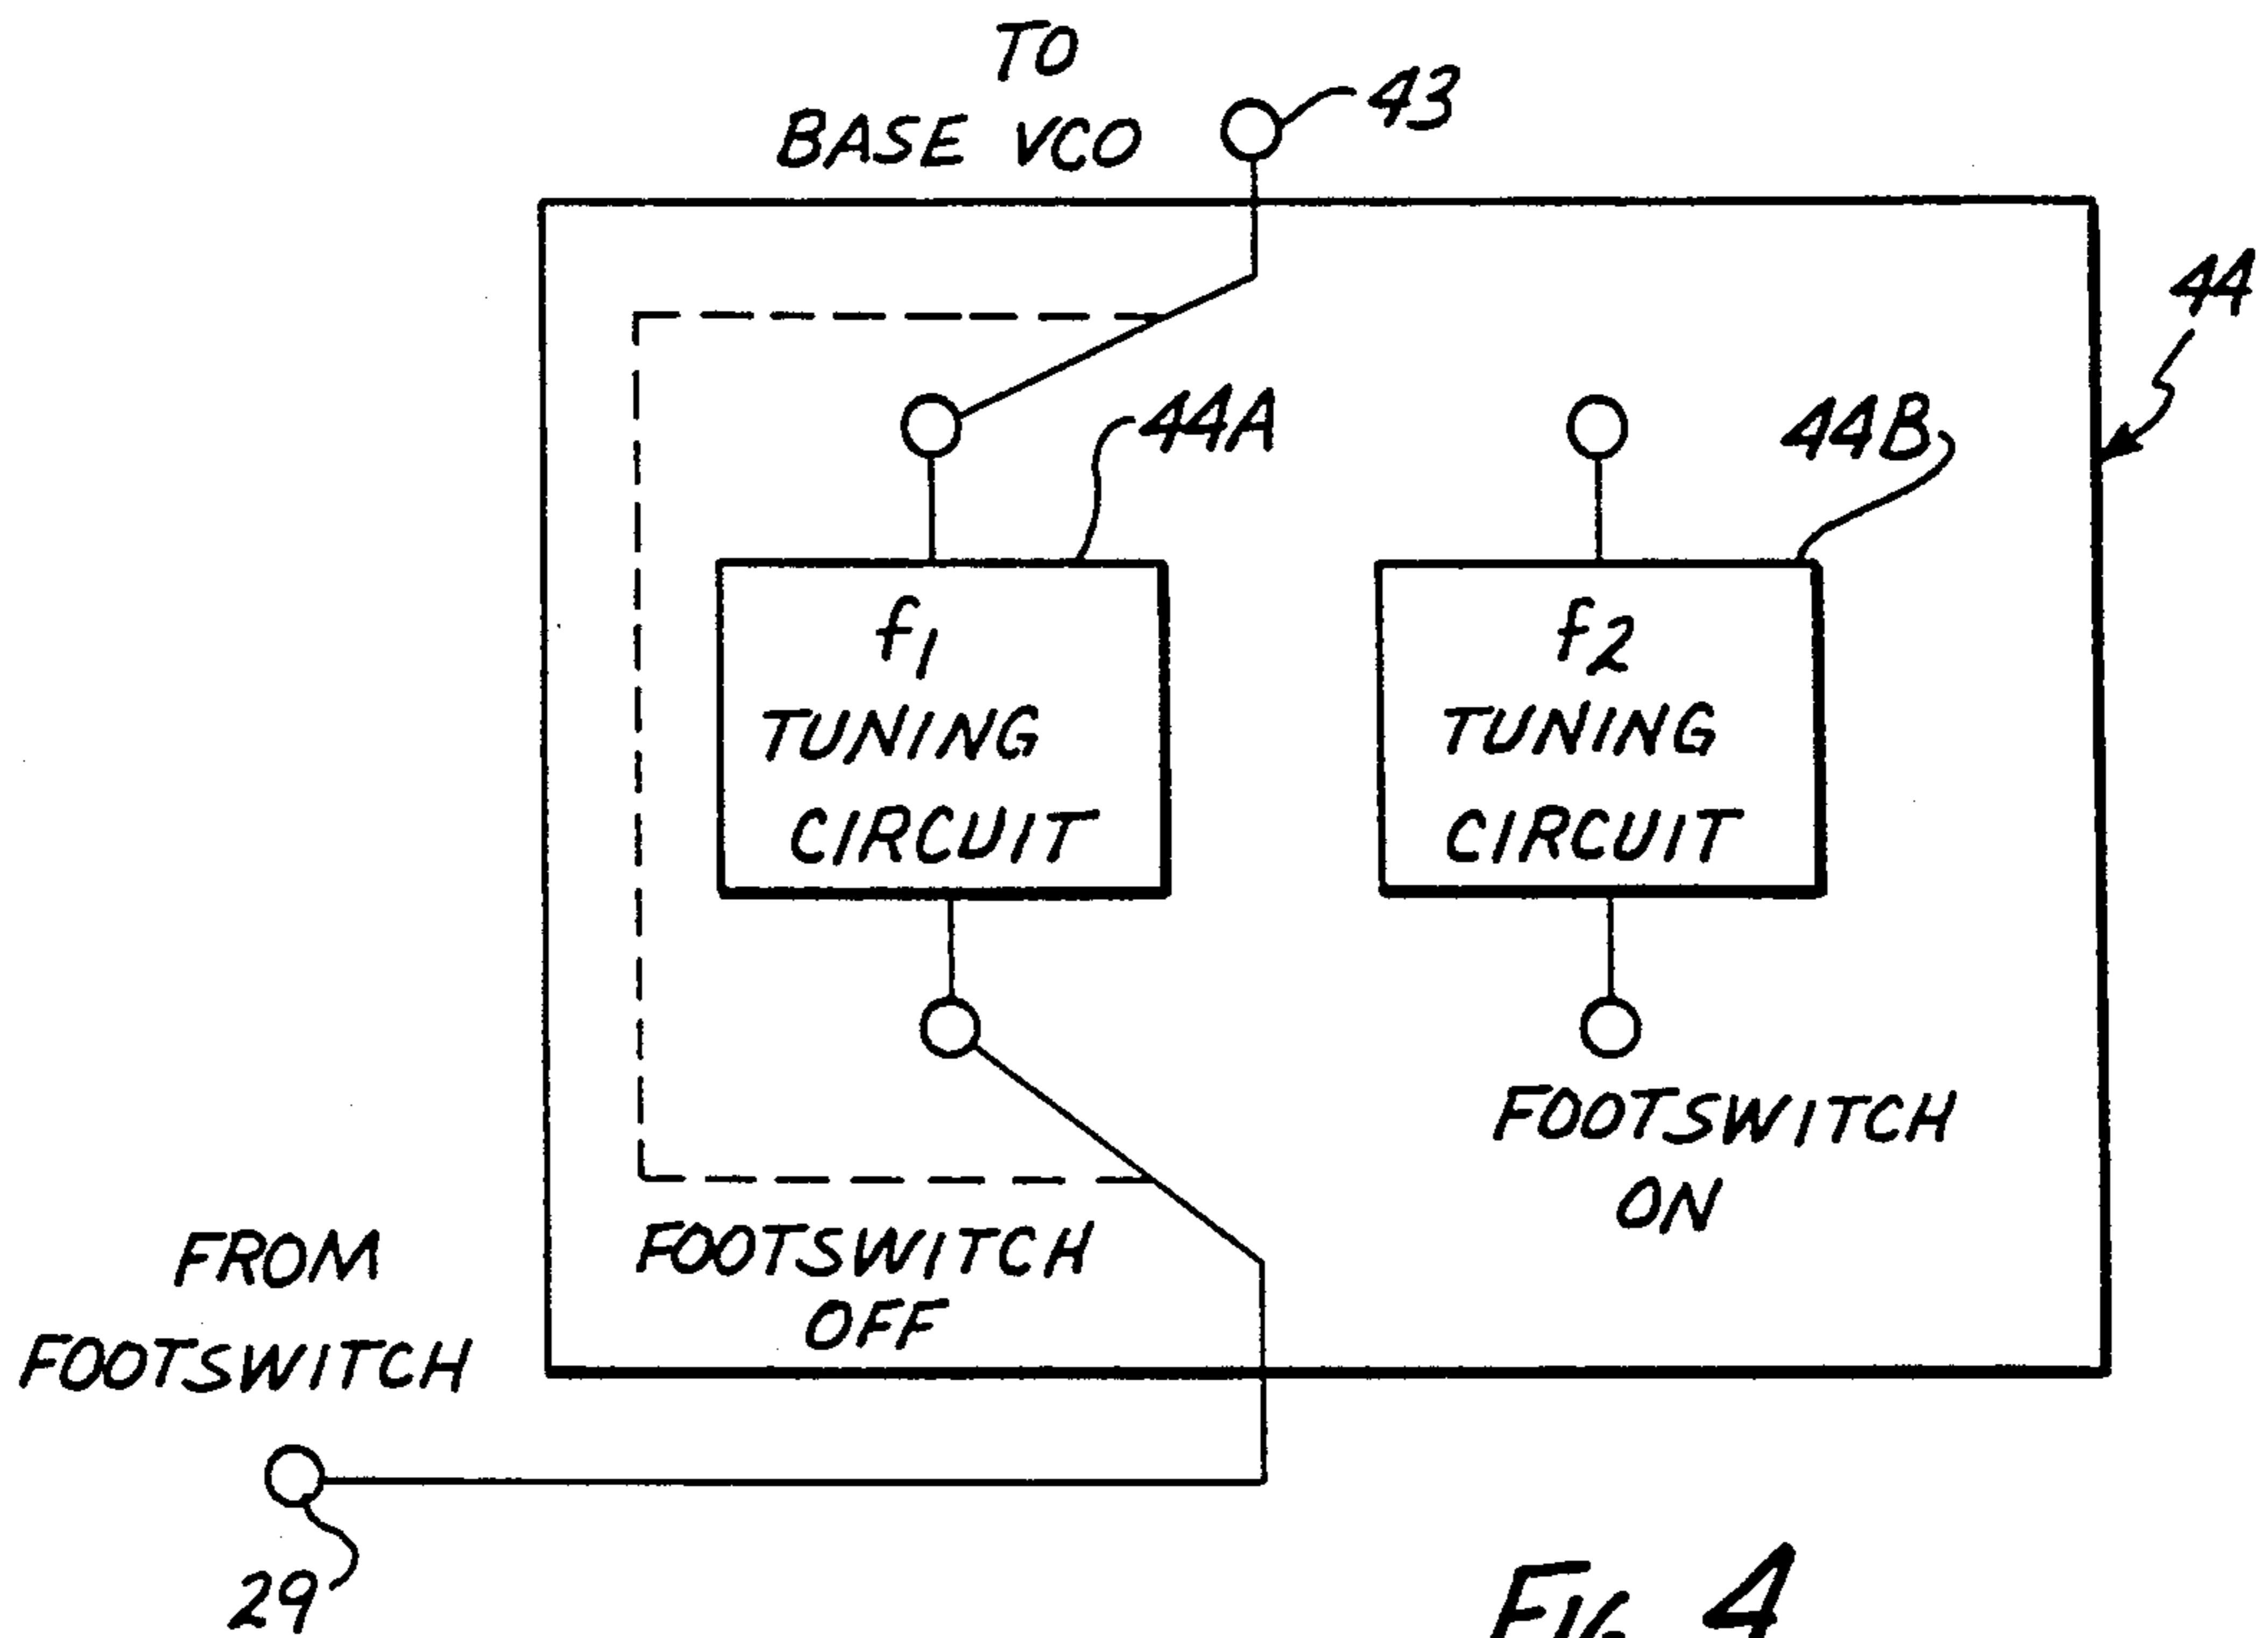 TO
BASE VCO
43
44
44A
44B
f1
TUNING
CIRCUIT
f2
TUNING
CIRCUIT
FOOTSWITCH
ON
FOOTSWITCH
OFF
FROM
FOOTSWITCH
29
FIG 4